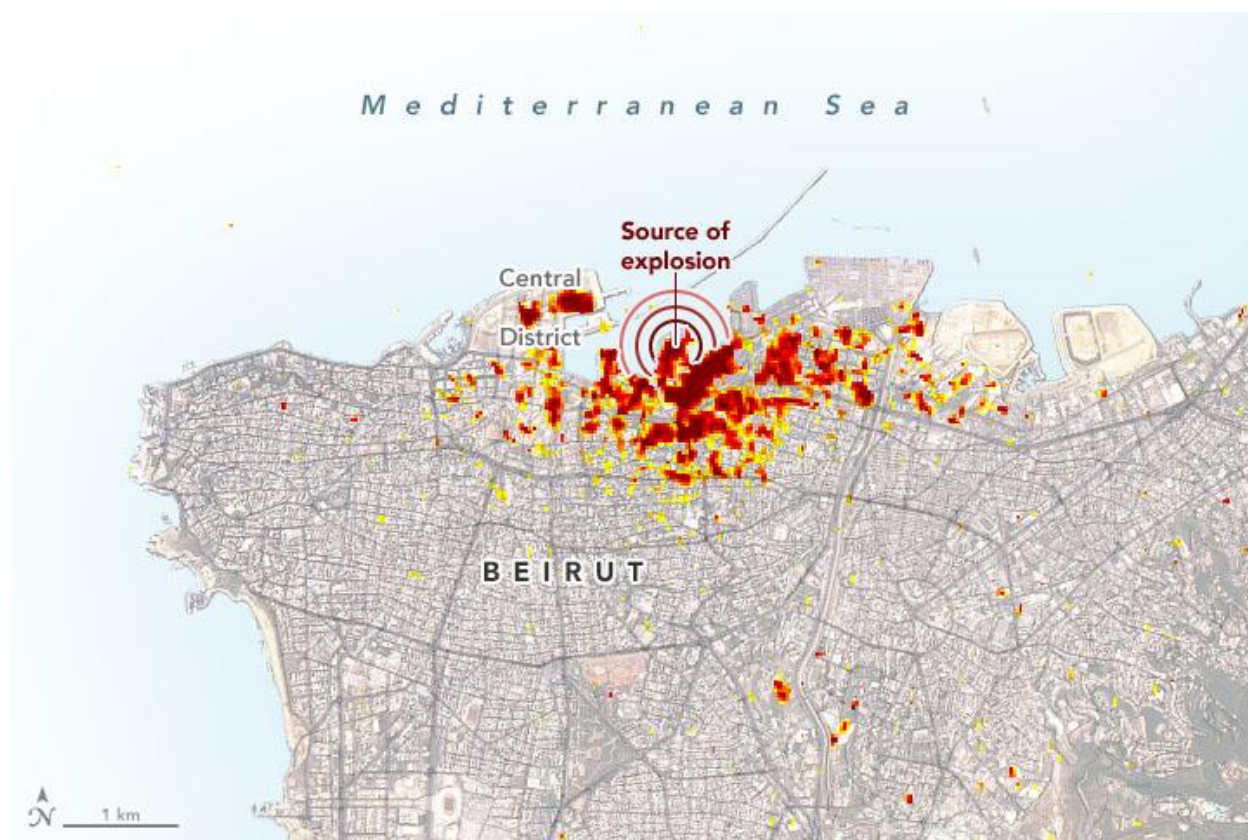 Mediterranean Sea
Source of
explosion
Central
District
BEIRUT
N
1 km